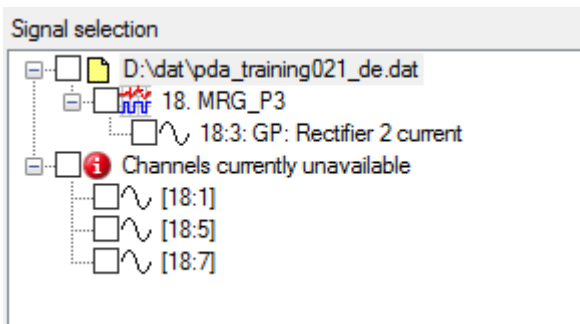 Signal selection
D:\dat\pda_training021_de.dat
18. MRG_P3
18:3: GP: Rectifier 2 current
Channels currently unavailable
[18:1]
[18:5]
[18:7]